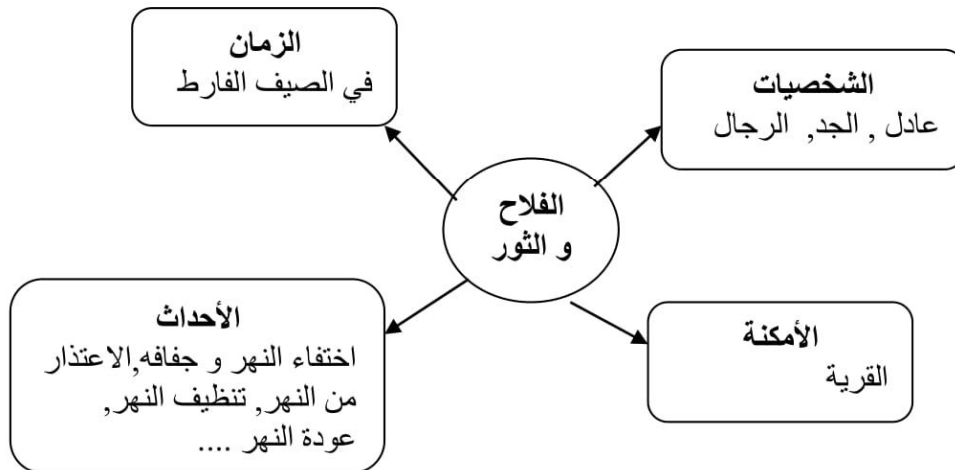 الزمان
في الصيف الفارط
الشخصيات
عادل , الجد, الرجال
الفلاح
و الثور
الأحداث
اختفاء النهر و جفافه,الاعتذار
من النهر, تنظيف النهر,
عودة النهر ....
الأمكنة
القرية